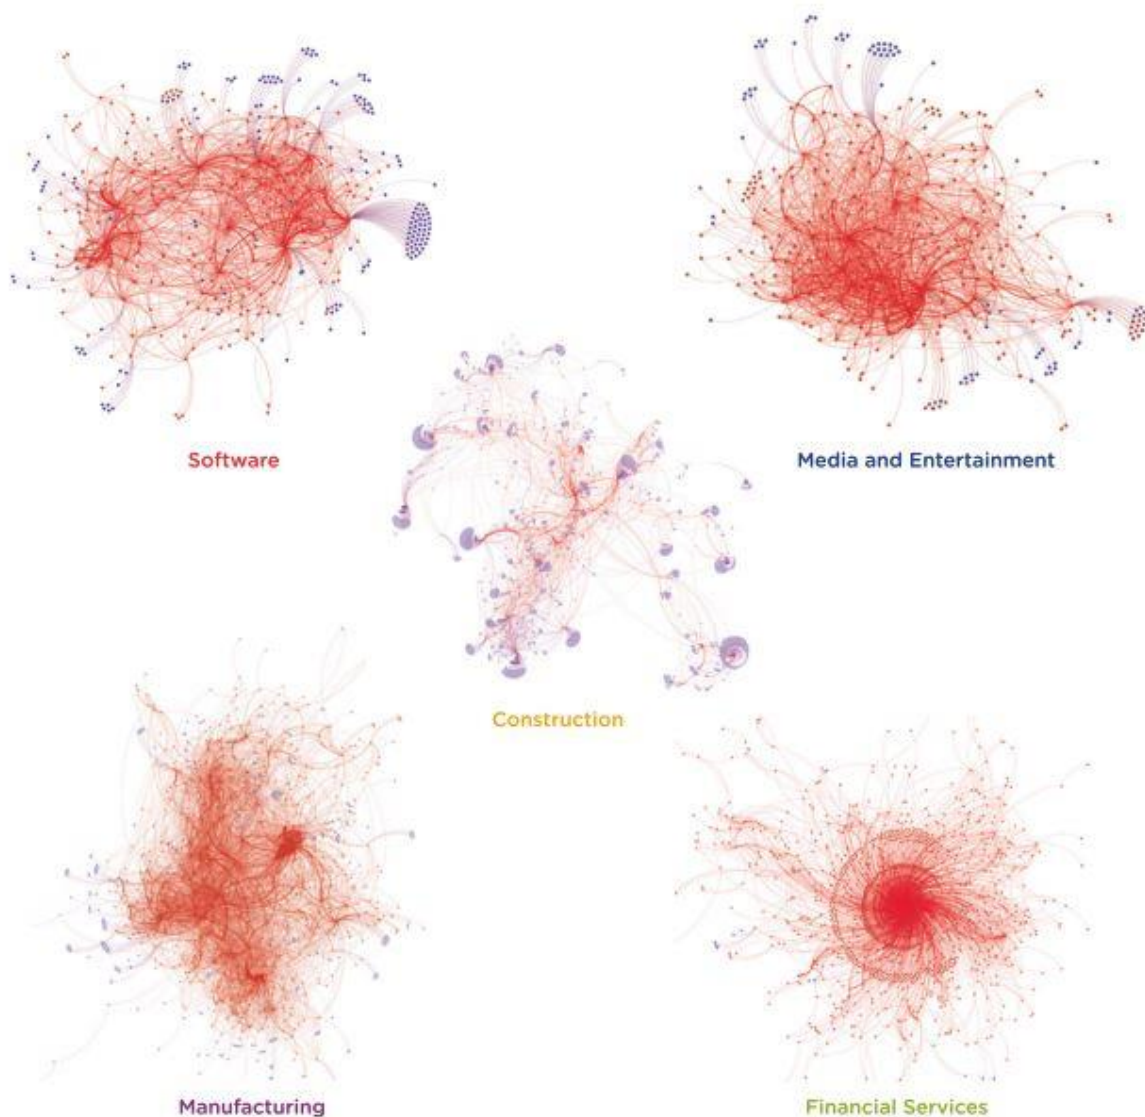 Software
Media and Entertainment
Construction
Manufacturing
Financial Services